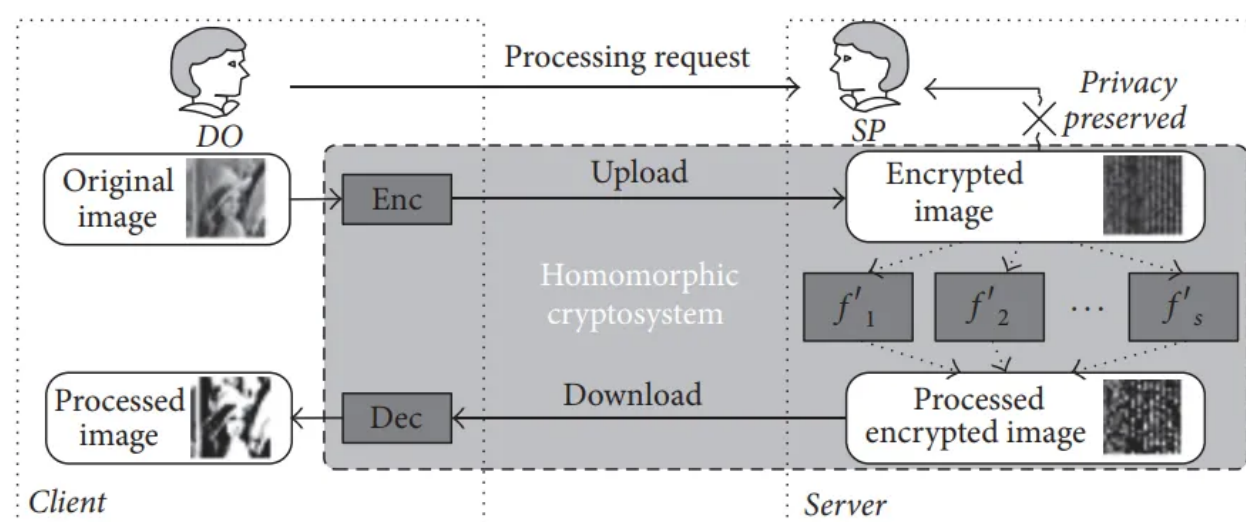 Processing request
DO
SP
Privacy
preserved
Original
image
Enc
Upload
Encrypted
image
Homomorphic
cryptosystem
f'1
f'2
...
f's
Processed
image
Dec
Download
Processed
encrypted image
Client
Server